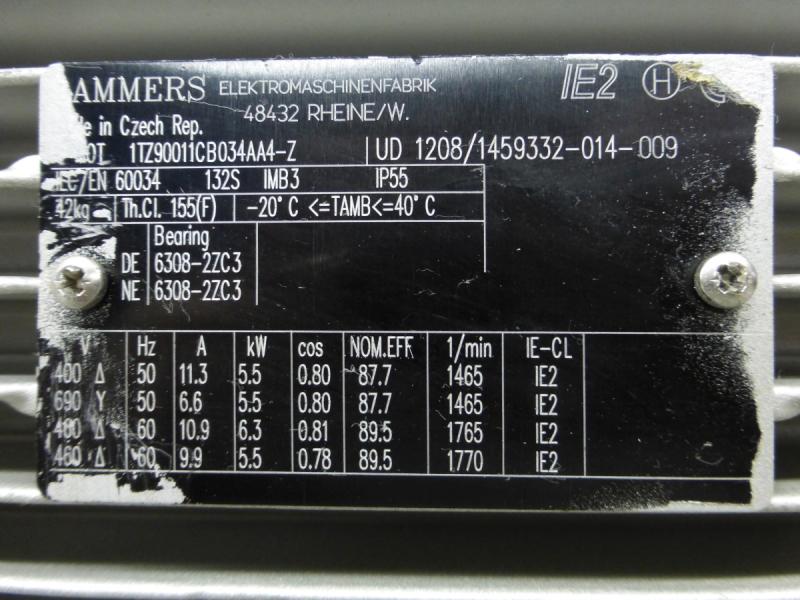 AMMERS ELEKTROMASCHINENFABRIK IE2 H
48432 RHEINE/W.
in Czech Rep.
1TZ90011CB034AA4-Z UD 1208/1459332-014-009
IEC/EN 60034 132S IMB3 IP55
42kg Th.Cl. 155(F) -20°C <=TAMB<=40°C
Bearing
DE 6308-2ZC3
NE 6308-2ZC3
V Hz A kW cos NOM.EFF 1/min IE-CL
400 Δ 50 11.3 5.5 0.80 87.7 1465 IE2
690 Y 50 6.6 5.5 0.80 87.7 1465 IE2
480 Δ 60 10.9 6.3 0.81 89.5 1765 IE2
460 Δ 60 9.9 5.5 0.78 89.5 1770 IE2